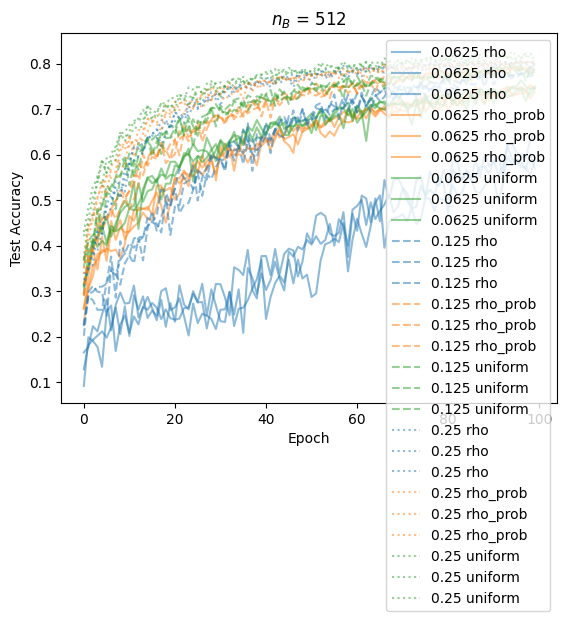 n_B = 512
Test Accuracy
0.8
0.7
0.6
0.5
0.4
0.3
0.2
0.1
0
20
40
60
80
100
Epoch
0.0625 rho
0.0625 rho
0.0625 rho
0.0625 rho_prob
0.0625 rho_prob
0.0625 rho_prob
0.0625 uniform
0.0625 uniform
0.0625 uniform
0.125 rho
0.125 rho
0.125 rho
0.125 rho_prob
0.125 rho_prob
0.125 rho_prob
0.125 uniform
0.125 uniform
0.125 uniform
0.25 rho
0.25 rho
0.25 rho
0.25 rho_prob
0.25 rho_prob
0.25 rho_prob
0.25 uniform
0.25 uniform
0.25 uniform